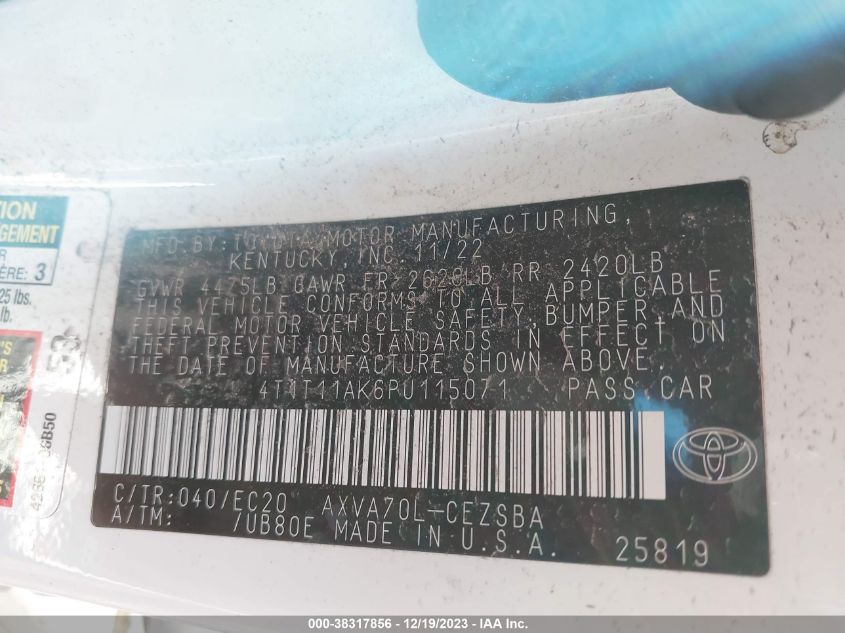 TION
GEMENT
ÈRE: 3
25 lbs.
lb.
'S
53
MFD BY: TOYOTA MOTOR MANUFACTURING,
KENTUCKY, INC 11/22
GVWR 4475LB GAWR FR 2628LB RR 2420LB
THIS VEHICLE CONFORMS TO ALL APPLICABLE
FEDERAL MOTOR VEHICLE SAFETY, BUMPER, AND
THEFT PREVENTION STANDARDS IN EFFECT ON
THE DATE OF MANUFACTURE SHOWN ABOVE.
4T1T11AK6PU115071 PASS CAR
C/TR:040/EC20 AXVA70L-CEZSBA
A/TM: /UB80E MADE IN U.S.A. 25819
000-38317856 - 12/19/2023 - IAA Inc.